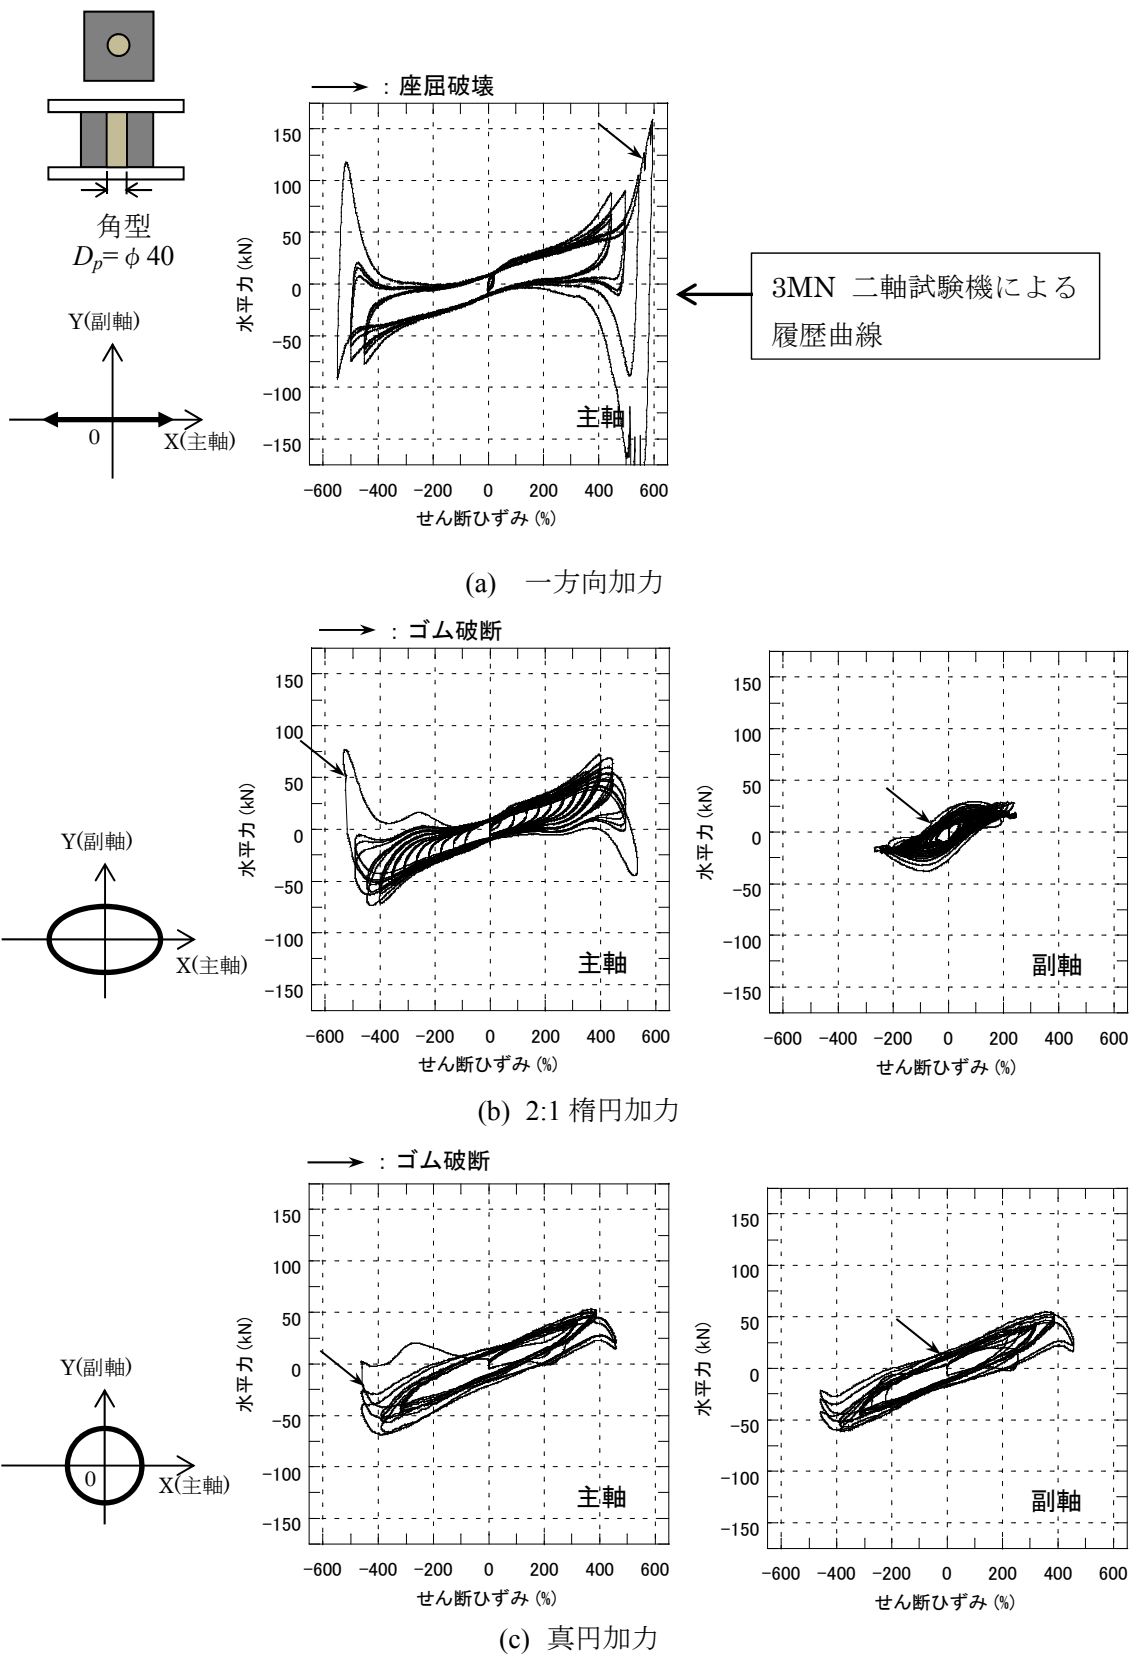 : 座屈破壊
角型
Dp= φ 40
Y(副軸)
0
X(主軸)
水平力 (kN)
150
100
50
0
-50
-100
-150
主軸
-600 -400 -200 0 200 400 600
せん断ひずみ (%)
3MN 二軸試験機による
履歴曲線
(a) 一方向加力
: ゴム破断
Y(副軸)
X(主軸)
水平力 (kN)
150
100
50
0
-50
-100
-150
主軸
-600 -400 -200 0 200 400 600
せん断ひずみ (%)
水平力 (kN)
150
100
50
0
-50
-100
-150
副軸
-600 -400 -200 0 200 400 600
せん断ひずみ (%)
(b) 2:1 楕円加力
: ゴム破断
Y(副軸)
0
X(主軸)
水平力 (kN)
150
100
50
0
-50
-100
-150
主軸
-600 -400 -200 0 200 400 600
せん断ひずみ (%)
水平力 (kN)
150
100
50
0
-50
-100
-150
副軸
-600 -400 -200 0 200 400 600
せん断ひずみ (%)
(c) 真円加力